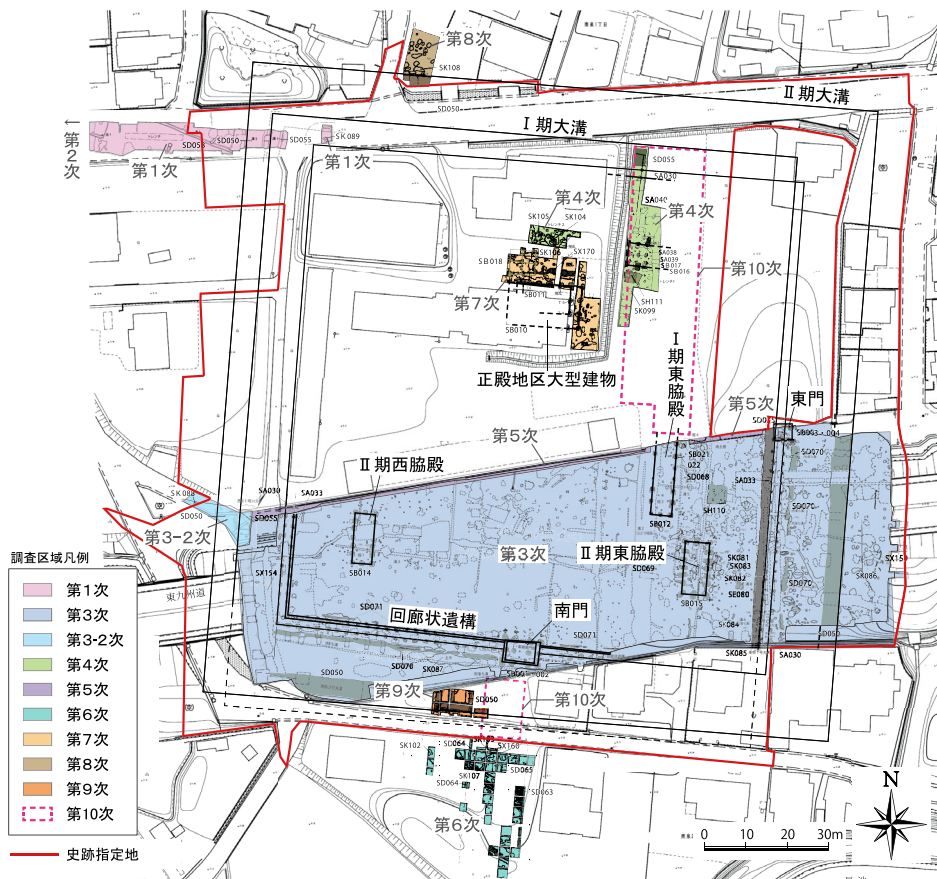 第8次
SK108
SD050
Ⅱ期大溝
Ⅰ期大溝
←第2次
第1次
SD050
SD055
SK089
第1次
SD055
SA030
第4次
SK105
SK104
SA040
第4次
SK106
SX170
SB018
SA038
SA039
SB017
SB016
第10次
第7次
SB011
SH111
SK099
SB010
正殿地区大型建物
Ⅰ期東脇殿
東門
第5次
SB003・004
第5次
SD070
SB021
022
SD068
Ⅱ期西脇殿
SK088
SD050
SA030
SA033
SA033
SD070
SD055
SH110
SB012
第3-2次
第3次
Ⅱ期東脇殿
SD069
SX154
SB014
SK081
SK083
SK082
SD070
SK086
SE080
東九州道
SB015
SD071
回廊状遺構
南門
SD071
SK084
SD050
SK085
SA030
SD070
SK087
SD050
第9次
SD050
第10次
SK102
SD064
SX160
SD065
SK107
SD064
SD063
第6次
調査区域凡例
第1次
第3次
第3-2次
第4次
第5次
第6次
第7次
第8次
第9次
第10次
史跡指定地
N
0 10 20 30m